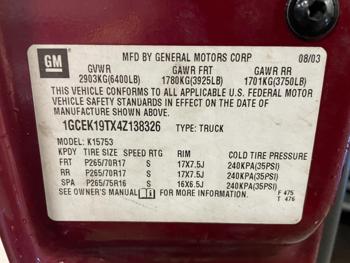 GM
MFD BY GENERAL MOTORS CORP 08/03
GVWR GAWR FRT GAWR RR
2903KG(6400LB) 1780KG(3925LB) 1701KG(3750LB)
THIS VEHICLE CONFORMS TO ALL APPLICABLE U.S. FEDERAL MOTOR
VEHICLE SAFETY STANDARDS IN EFFECT ON THE DATE OF
MANUFACTURE SHOWN ABOVE.
1GCEK19TX4Z138326 TYPE: TRUCK
MODEL: K15753
KPDY TIRE SIZE SPEED RTG RIM COLD TIRE PRESSURE
FRT P265/70R17 S 17X7.5J 240KPA(35PSI)
RR P265/70R17 S 17X7.5J 240KPA(35PSI)
SPA P265/75R16 S 16X6.5J 240KPA(35PSI)
SEE OWNER'S MANUAL FOR MORE INFORMATION F 475
T 476